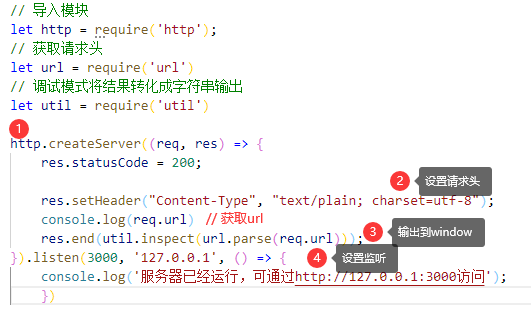 // 导入模块
let http = require('http');
// 获取请求头
let url = require('url')
// 调试模式将结果转化成字符串输出
let util = require('util')
1
http.createServer((req, res) => {
res.statusCode = 200;
2 设置请求头
res.setHeader("Content-Type", "text/plain; charset=utf-8");
console.log(req.url) // 获取url
res.end(util.inspect(url.parse(req.url))); 3 输出到window
}).listen(3000, '127.0.0.1', () => { 4 设置监听
console.log('服务器已经运行，可通过http://127.0.0.1:3000访问');
})